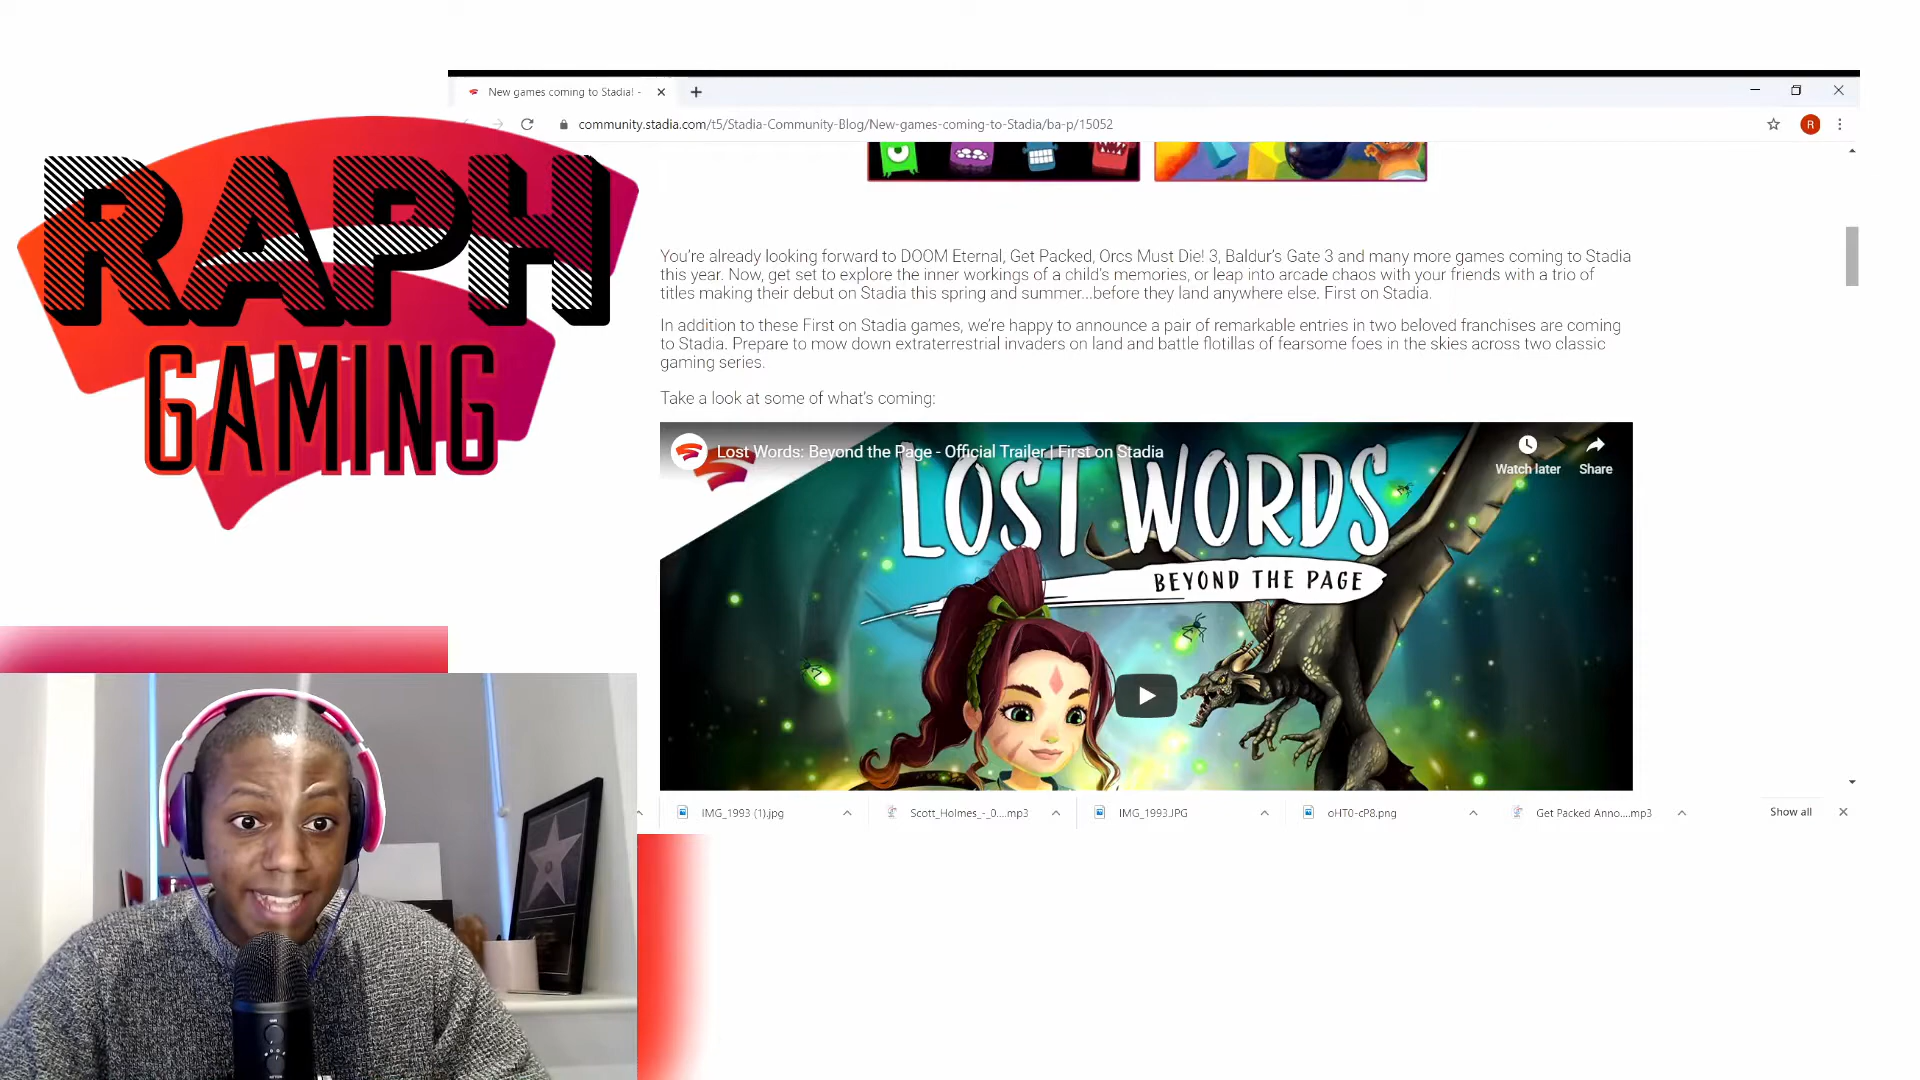 RAPH
GAMING
New games coming to Stadia! -
community.stadia.com/t5/Stadia-Community-Blog/New-games-coming-to-Stadia/ba-p/15052
R
You're already looking forward to DOOM Eternal, Get Packed, Orcs Must Die! 3, Baldur's Gate 3 and many more games coming to Stadia
this year. Now, get set to explore the inner workings of a child's memories, or leap into arcade chaos with your friends with a trio of
titles making their debut on Stadia this spring and summer...before they land anywhere else. First on Stadia.
In addition to these First on Stadia games, we're happy to announce a pair of remarkable entries in two beloved franchises are coming
to Stadia. Prepare to mow down extraterrestrial invaders on land and battle flotillas of fearsome foes in the skies across two classic
gaming series.
Take a look at some of what's coming:
Lost Words: Beyond the Page - Official Trailer | First on Stadia
Watch later
Share
LOST WORDS
BEYOND THE PAGE
IMG_1993 (1).jpg
Scott_Holmes_-_0....mp3
IMG_1993.JPG
oHT0-cP8.png
Get Packed Anno....mp3
Show all